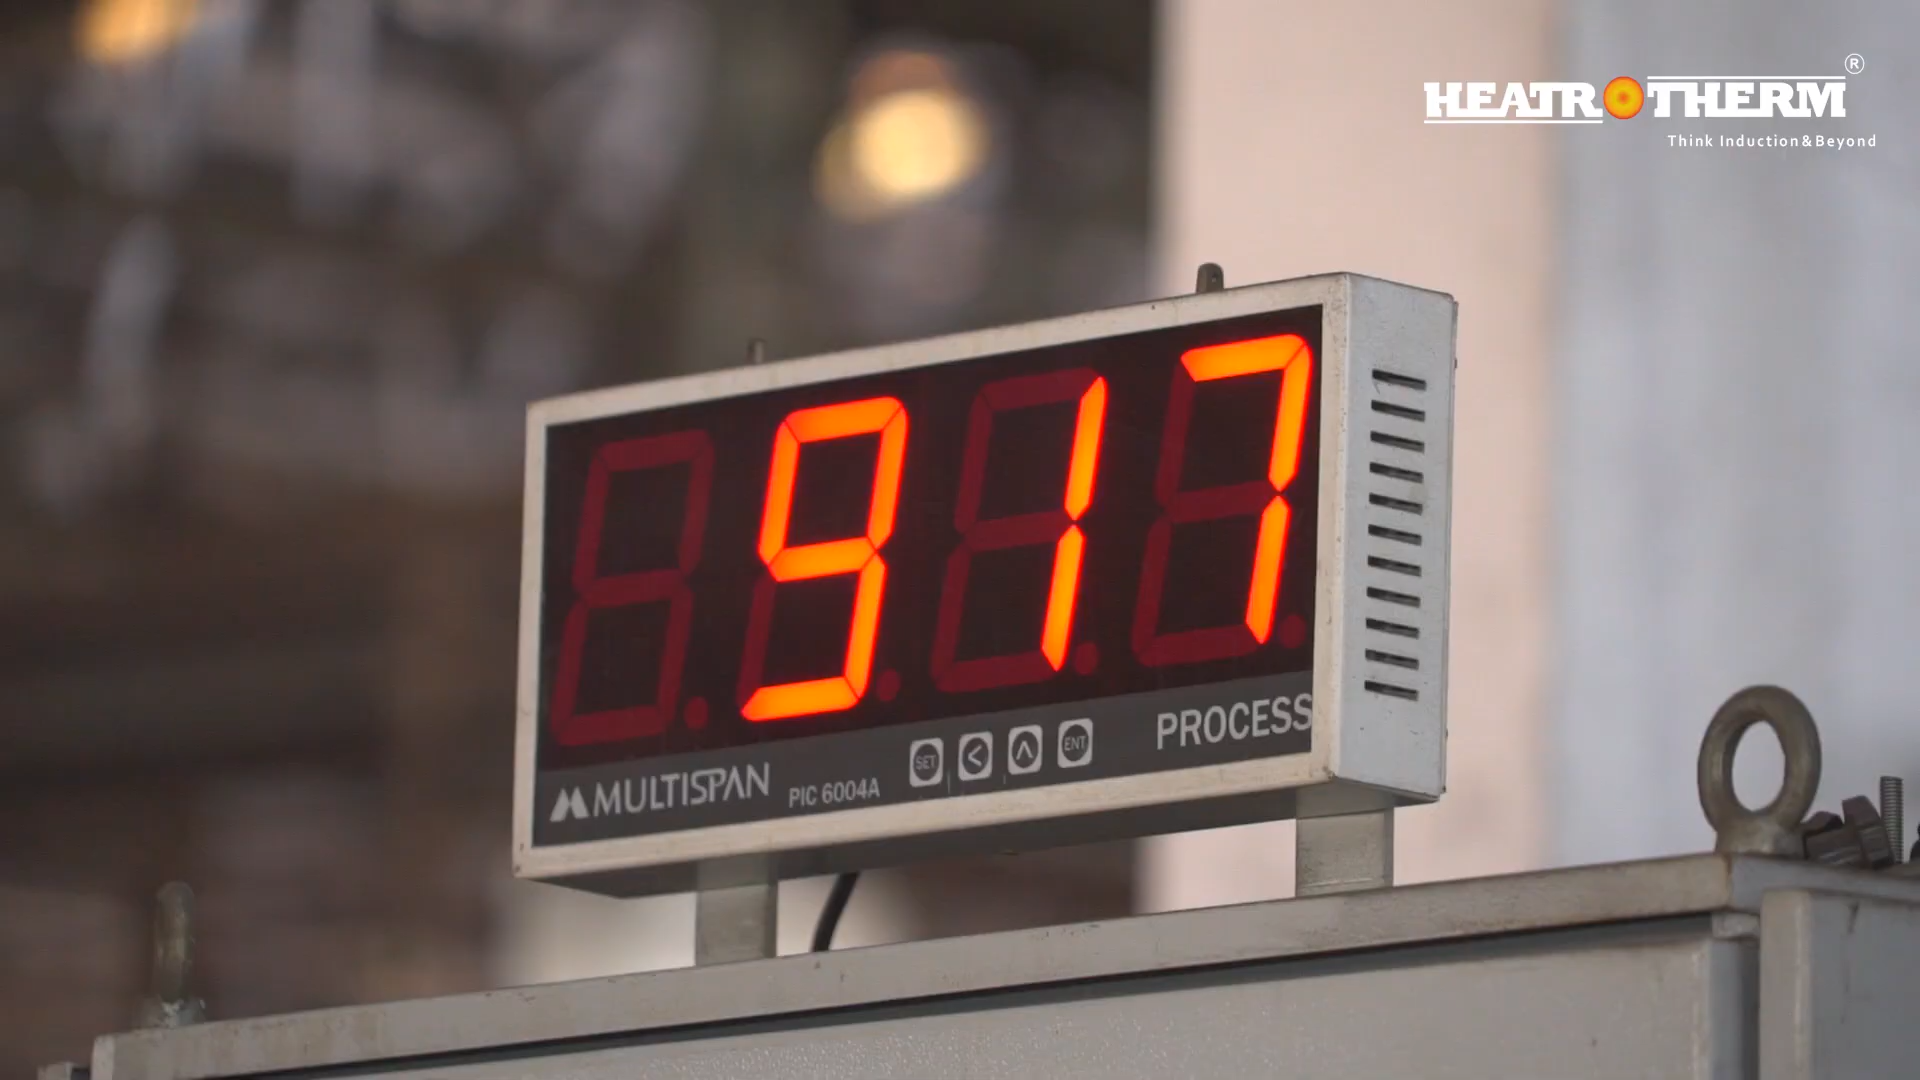 HEATROTHERM®
Think Induction&Beyond
917
MULTISPAN PIC 6004A SET < ∧ ENT PROCESS